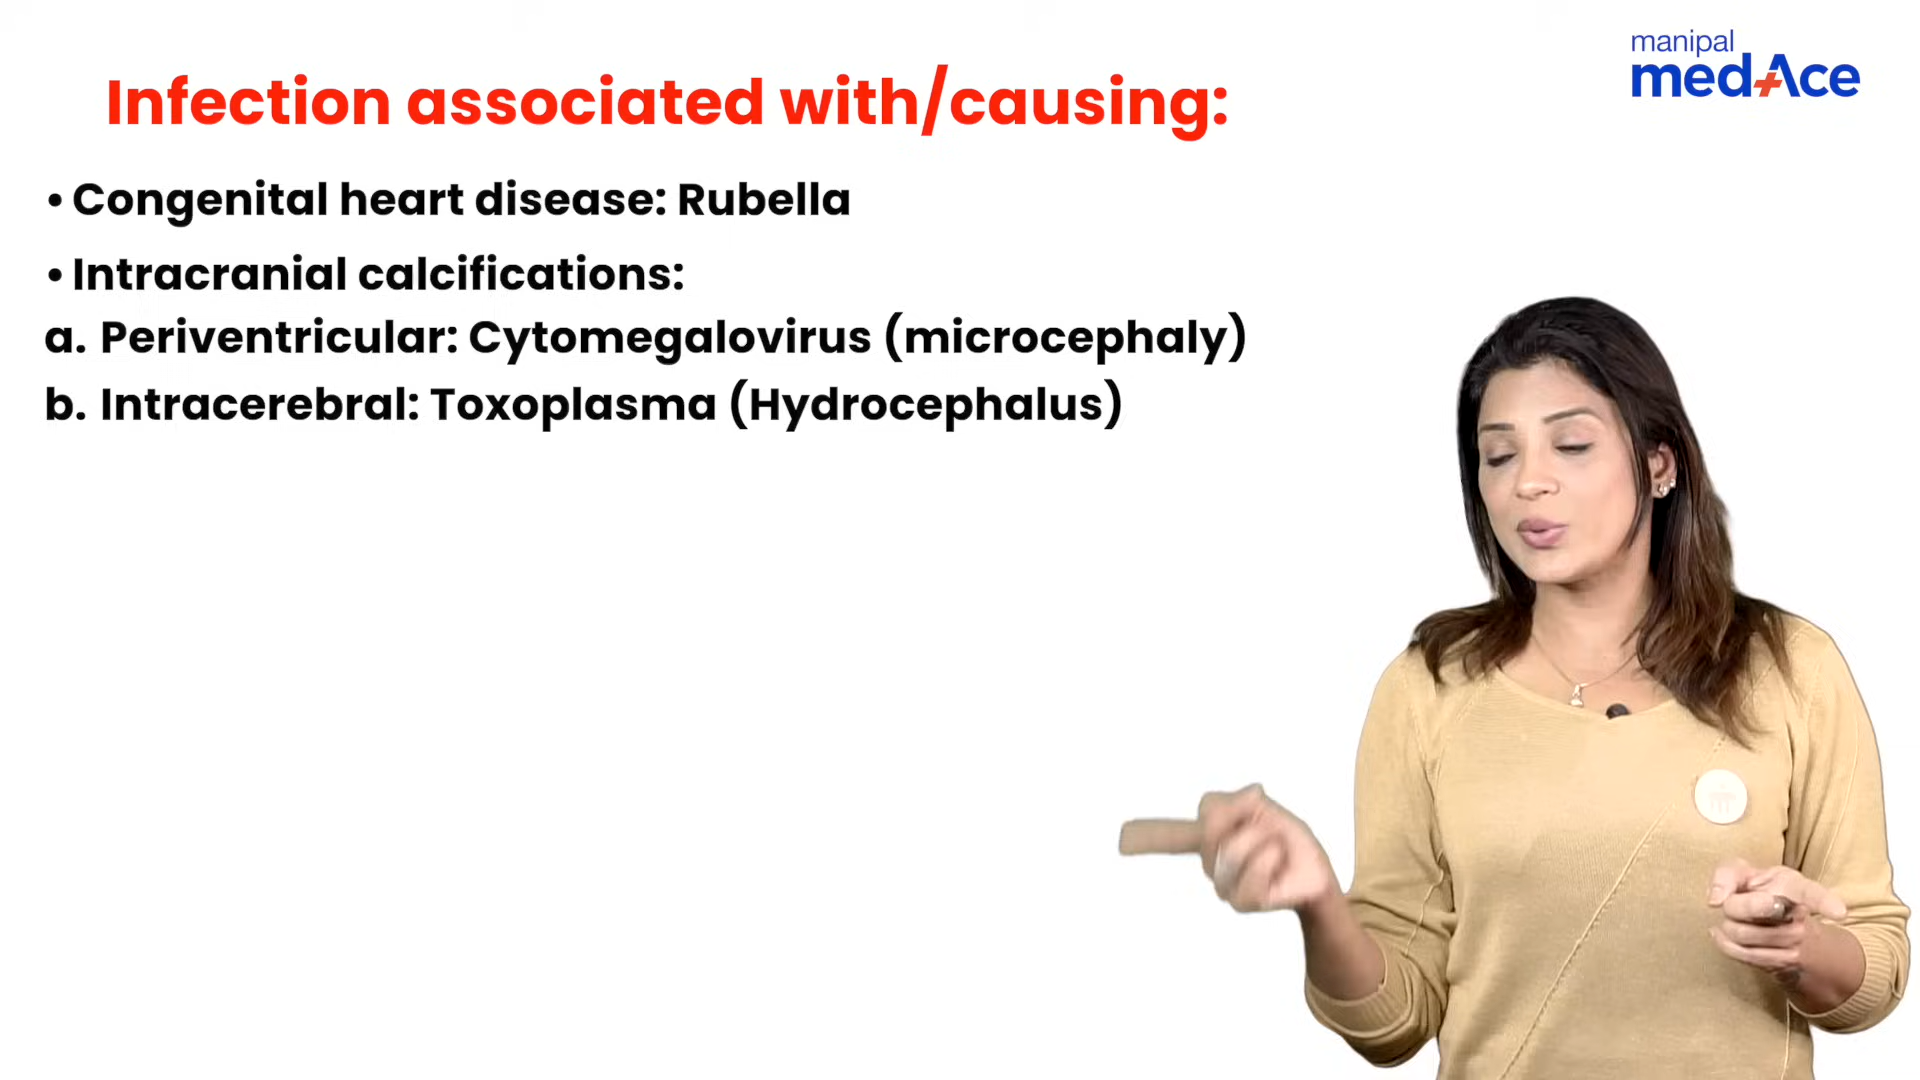 manipal
medAce
Infection associated with/causing:
• Congenital heart disease: Rubella
• Intracranial calcifications:
a. Periventricular: Cytomegalovirus (microcephaly)
b. Intracerebral: Toxoplasma (Hydrocephalus)